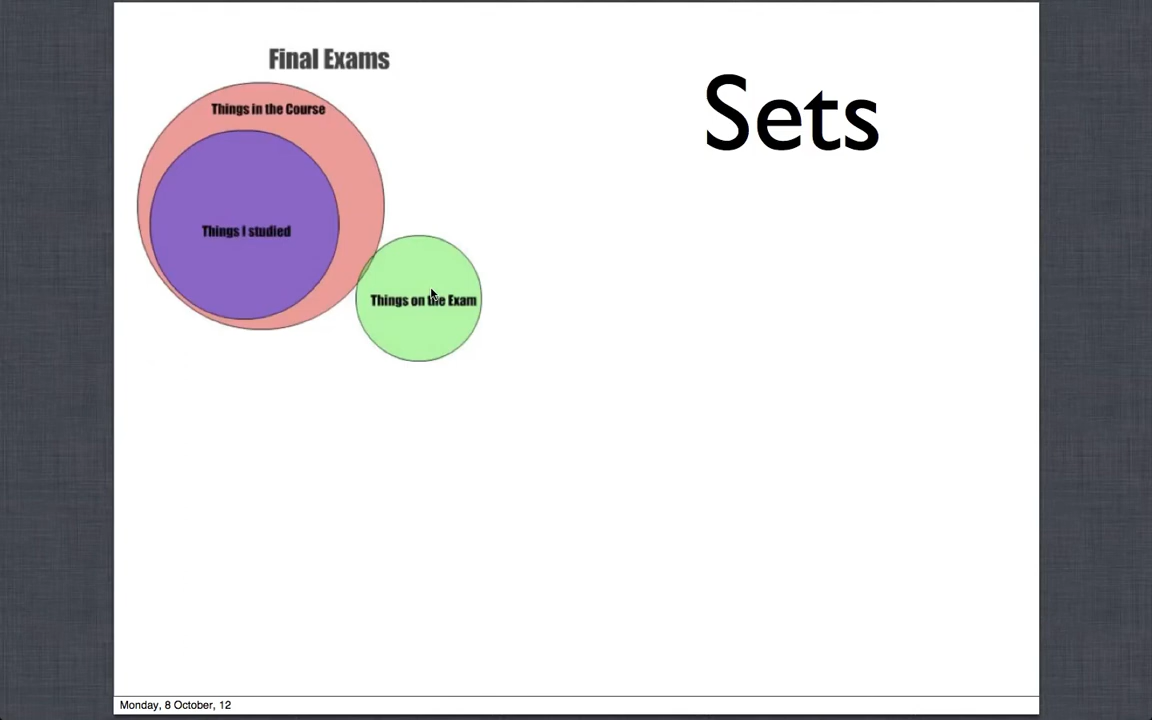 Final Exams
Sets
Things in the Course
Things I studied
Things on the Exam
Monday, 8 October, 12